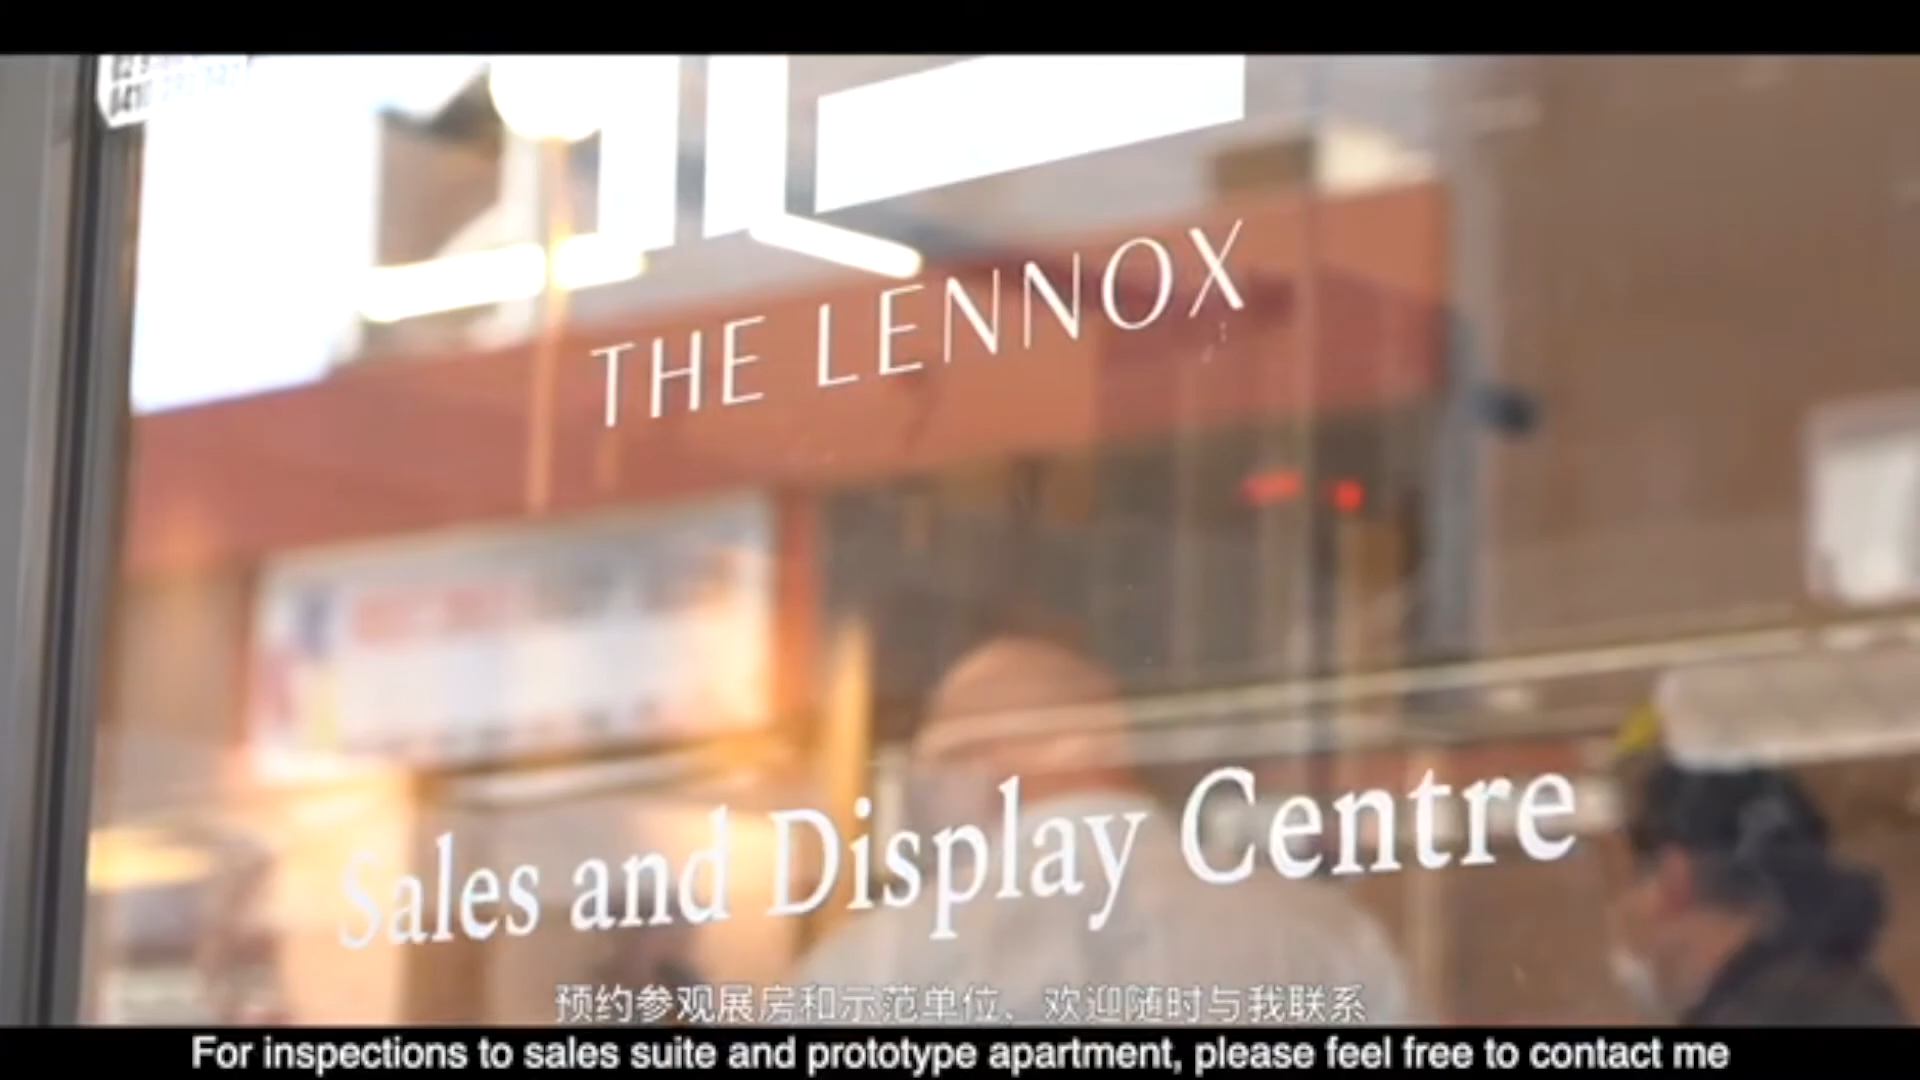 THE LENNOX
Sales and Display Centre
预约参观展房和示范单位、欢迎随时与我联系
For inspections to sales suite and prototype apartment, please feel free to contact me